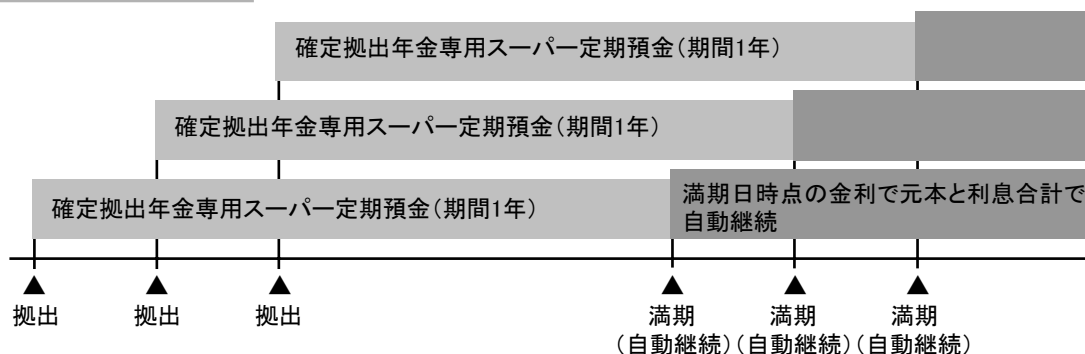 確定拠出年金専用スーパー定期預金（期間1年）
確定拠出年金専用スーパー定期預金（期間1年）
確定拠出年金専用スーパー定期預金（期間1年）
満期日時点の金利で元本と利息合計で
自動継続
▲ ▲ ▲ ▲ ▲ ▲
拠出 拠出 拠出 満期 満期 満期
（自動継続）（自動継続）（自動継続）